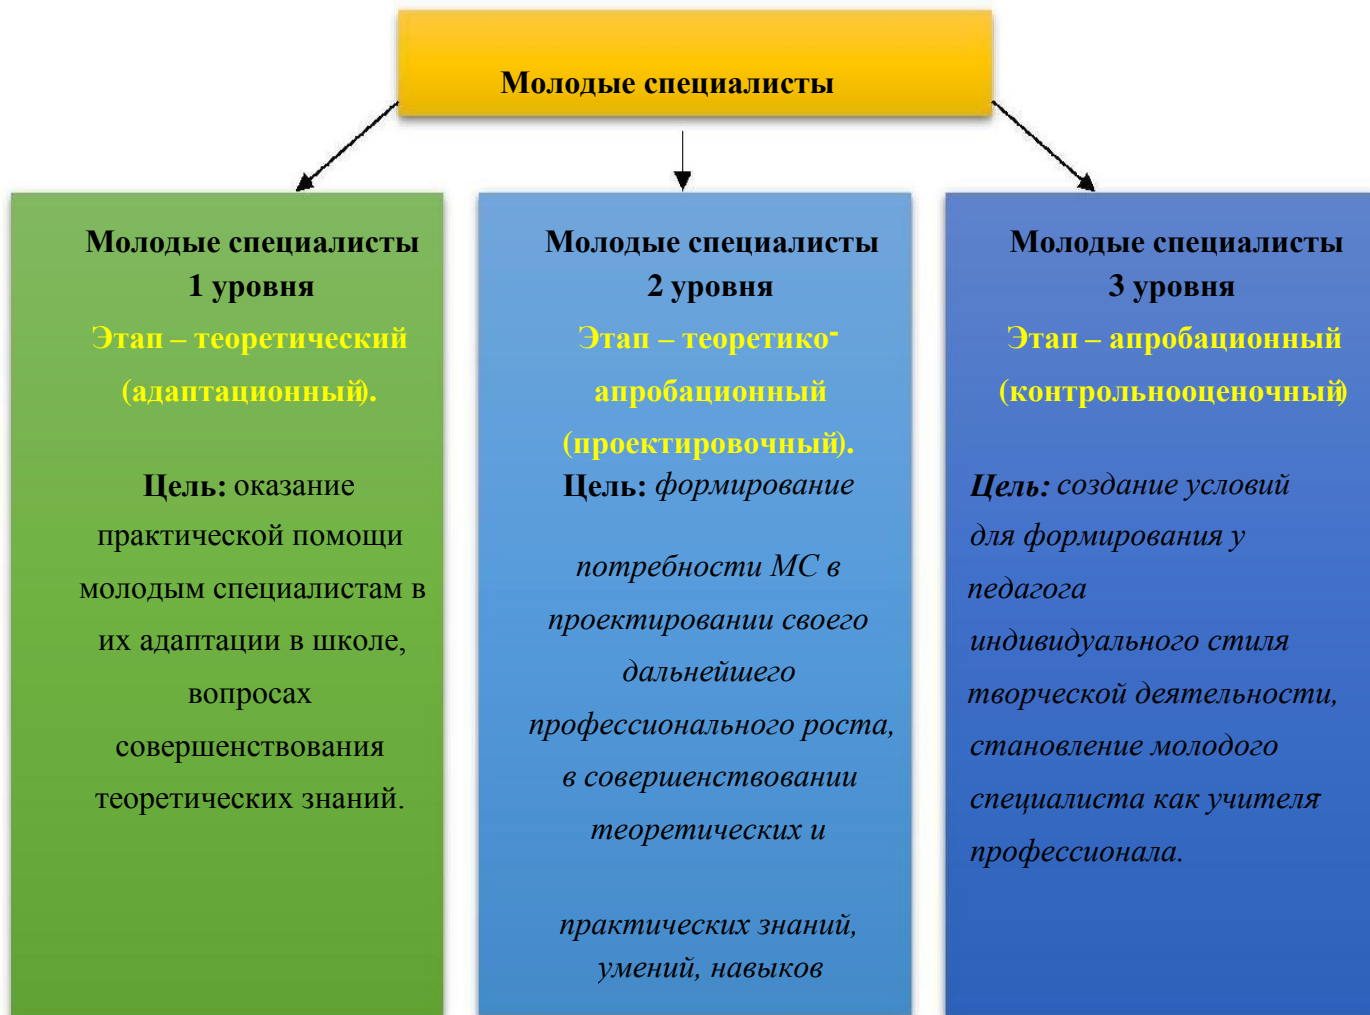 Молодые специалисты
Молодые специалисты
1 уровня
Этап – теоретический
(адаптационный).
Цель: оказание
практической помощи
молодым специалистам в
их адаптации в школе,
вопросах
совершенствования
теоретических знаний.
Молодые специалисты
2 уровня
Этап – теоретико-
апробационный
(проектировочный).
Цель: формирование
потребности МС в
проектировании своего
дальнейшего
профессионального роста,
в совершенствовании
теоретических и
практических знаний,
умений, навыков
Молодые специалисты
3 уровня
Этап – апробационный
(контрольнооценочный)
Цель: создание условий
для формирования у
педагога
индивидуального стиля
творческой деятельности,
становление молодого
специалиста как учителя-
профессионала.